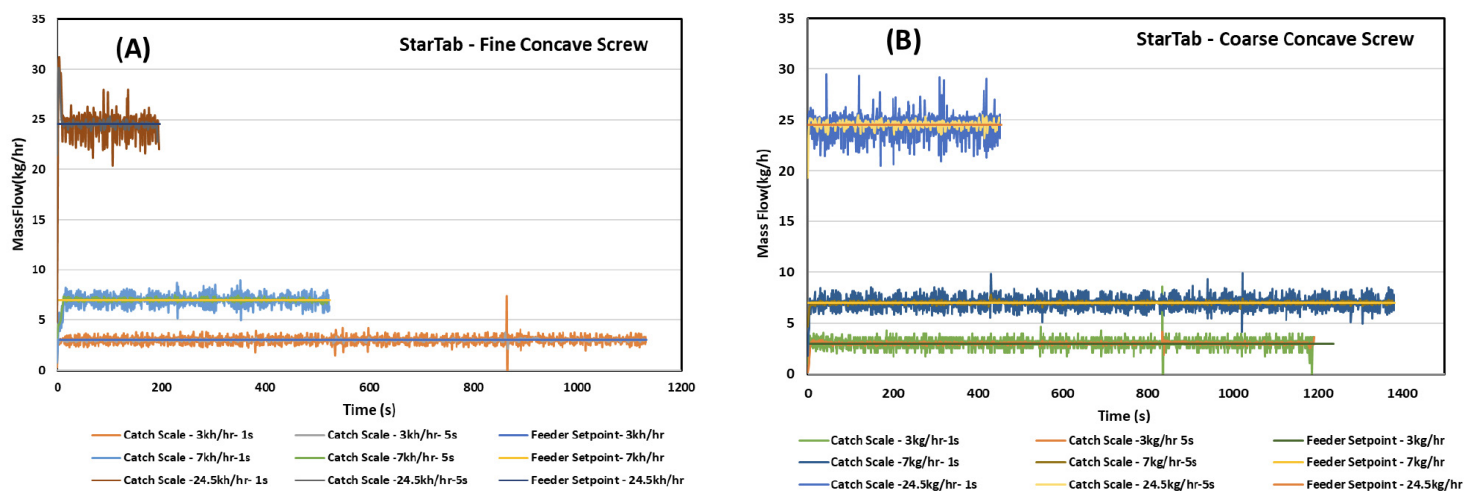 (A)
StarTab - Fine Concave Screw
MassFlow(kg/hr)
35
30
25
20
15
10
5
0
0 200 400 600 800 1000 1200
Time (s)
Catch Scale - 3kh/hr- 1s Catch Scale - 3kh/hr- 5s Feeder Setpoint- 3kh/hr
Catch Scale - 7kh/hr-1s Catch Scale -7kh/hr- 5s Feeder Setpoint- 7kh/hr
Catch Scale -24.5kh/hr- 1s Catch Scale -24.5kh/hr-5s Feeder Setpoint - 24.5kh/hr
(B)
StarTab - Coarse Concave Screw
Mass Flow(kg/h)
35
30
25
20
15
10
5
0
0 200 400 600 800 1000 1200 1400
Time (s)
Catch Scale - 3kg/hr-1s Catch Scale -3kg/hr 5s Feeder Setpoint - 3kg/hr
Catch Scale -7kg/hr- 1s Catch Scale - 7kg/hr-5s Feeder Setpoint - 7kg/hr
Catch Scale -24.5kg/hr- 1s Catch Scale - 24.5kg/hr-5s Feeder Setpoint - 24.5kg/hr